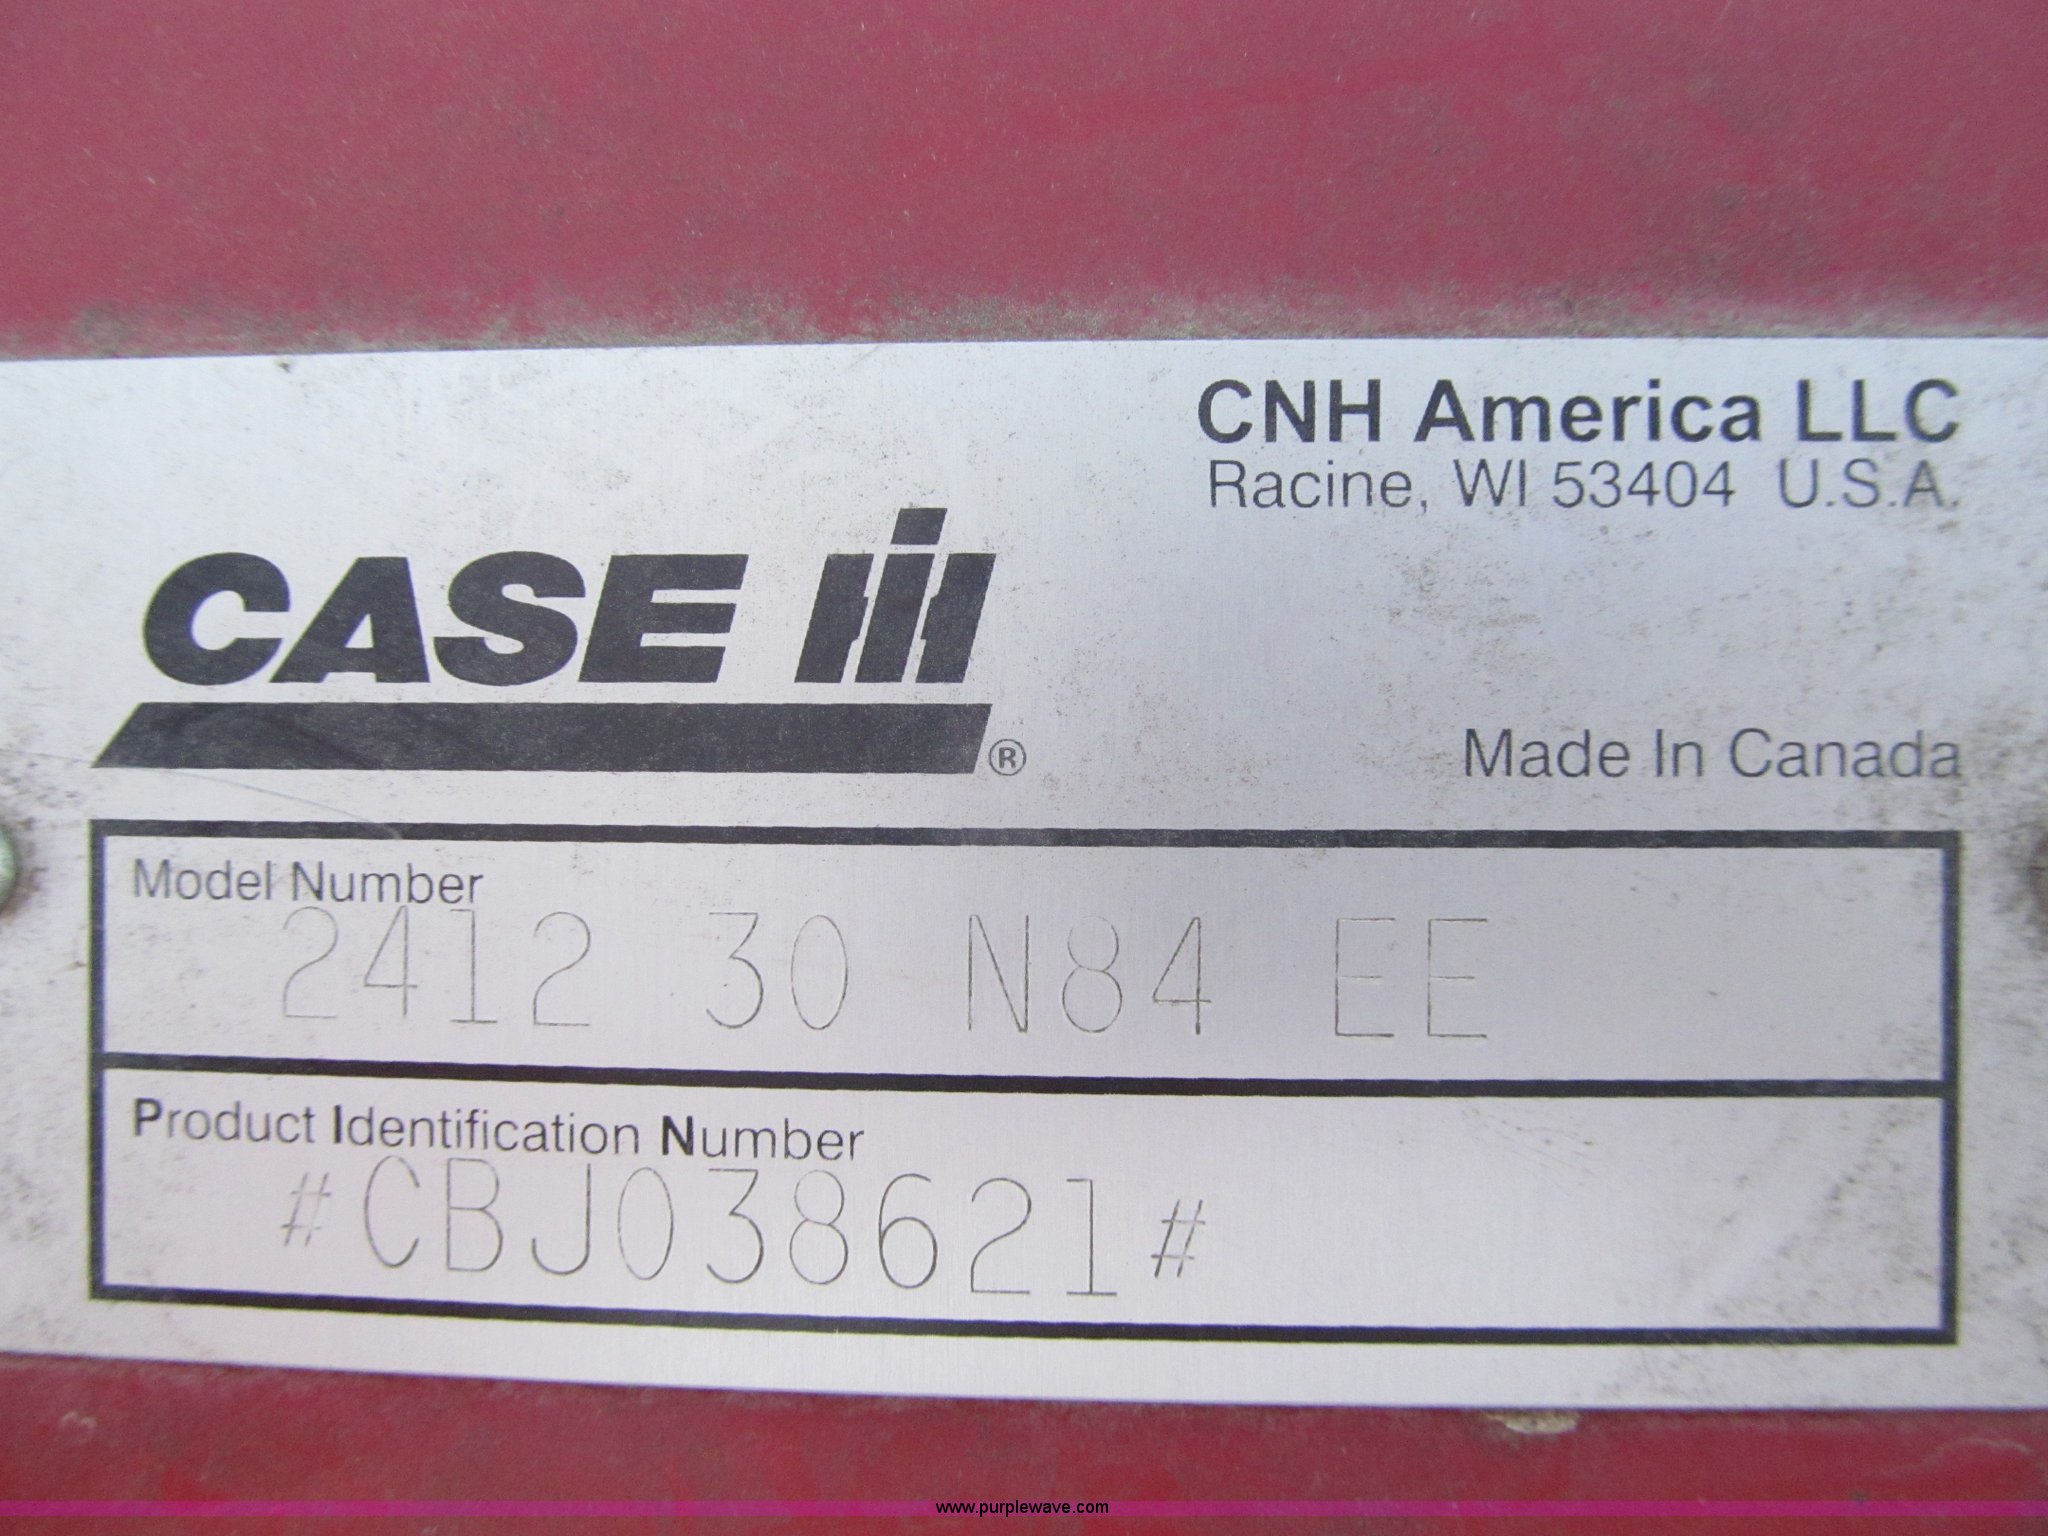 CNH America LLC
Racine, WI 53404 U.S.A.
CASE IH®
Made In Canada
Model Number
2412 30 N84 EE
Product Identification Number
#CBJ038621#
www.purplewave.com